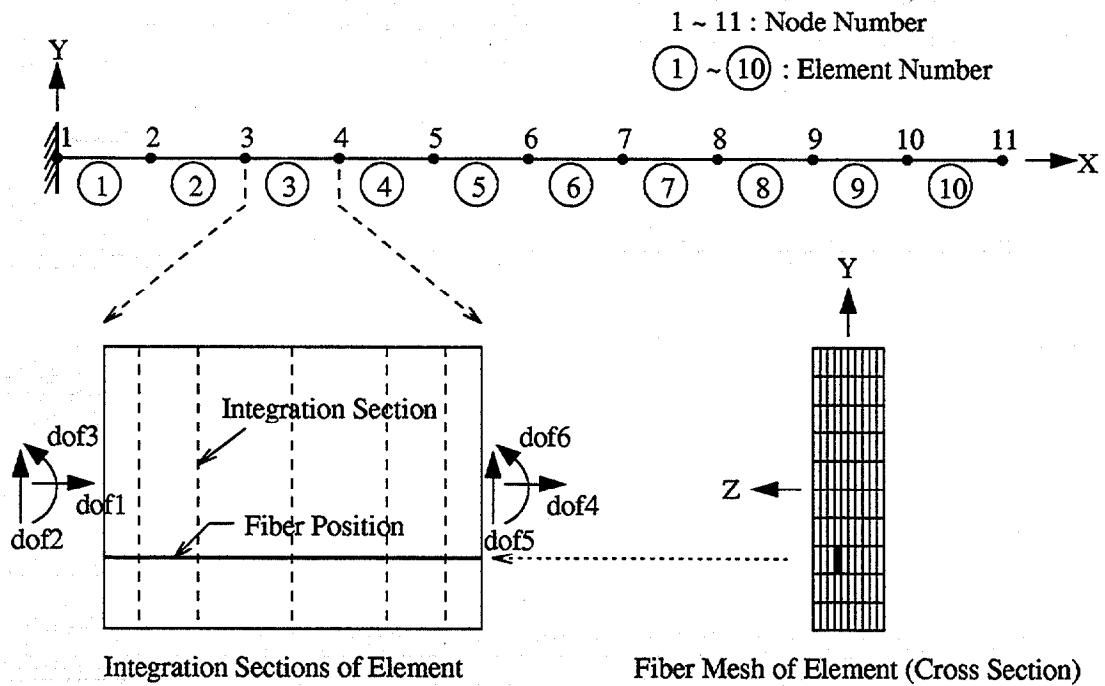 1 ~ 11 : Node Number
1 ~ 10 : Element Number
Y
1 2 3 4 5 6 7 8 9 10 11
X
1 2 3 4 5 6 7 8 9 10
Y
Integration Section
dof3
dof6
dof1
dof4
Z
dof2
Fiber Position
dof5
Integration Sections of Element
Fiber Mesh of Element (Cross Section)